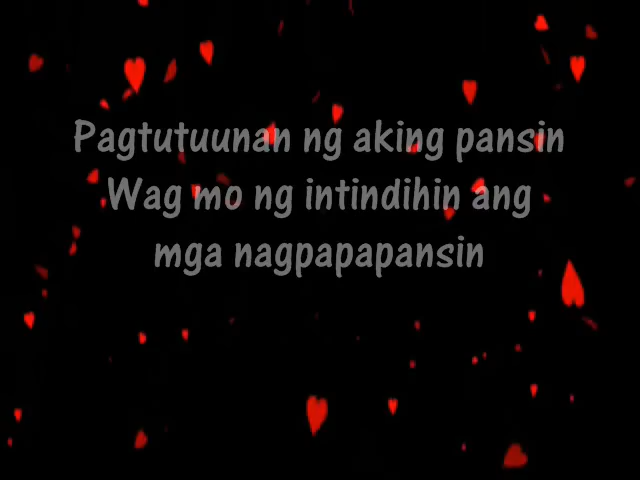 Pagtutuunan ng aking pansin
Wag mo ng intindihin ang
mga nagpapapansin